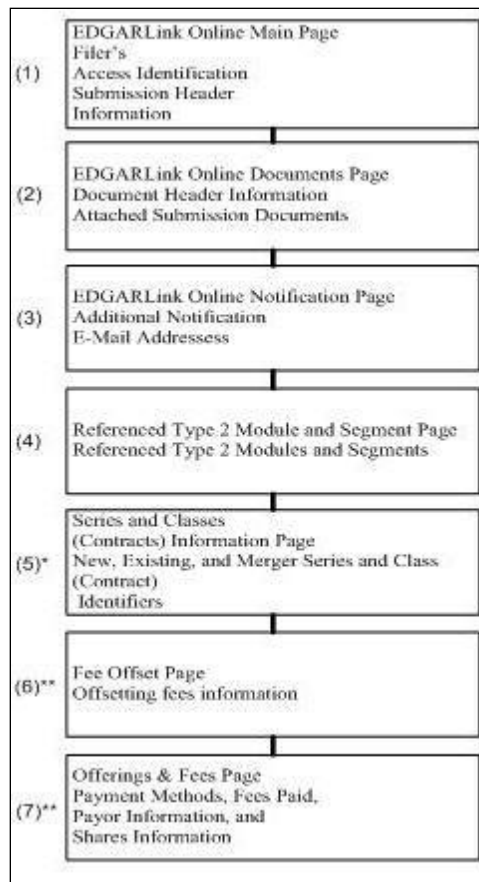 EDGARLink Online Main Page
Filer's
(1) Access Identification
Submission Header
Information
EDGARLink Online Documents Page
(2) Document Header Information
Attached Submission Documents
EDGARLink Online Notification Page
(3) Additional Notification
E-Mail Addressess
(4) Referenced Type 2 Module and Segment Page
Referenced Type 2 Modules and Segments
Series and Classes
(Contracts) Information Page
(5)* New, Existing, and Merger Series and Class
(Contract)
Identifiers
Fee Offset Page
(6)** Offsetting fees information
Offerings & Fees Page
Payment Methods, Fees Paid,
(7)** Payor Information, and
Shares Information